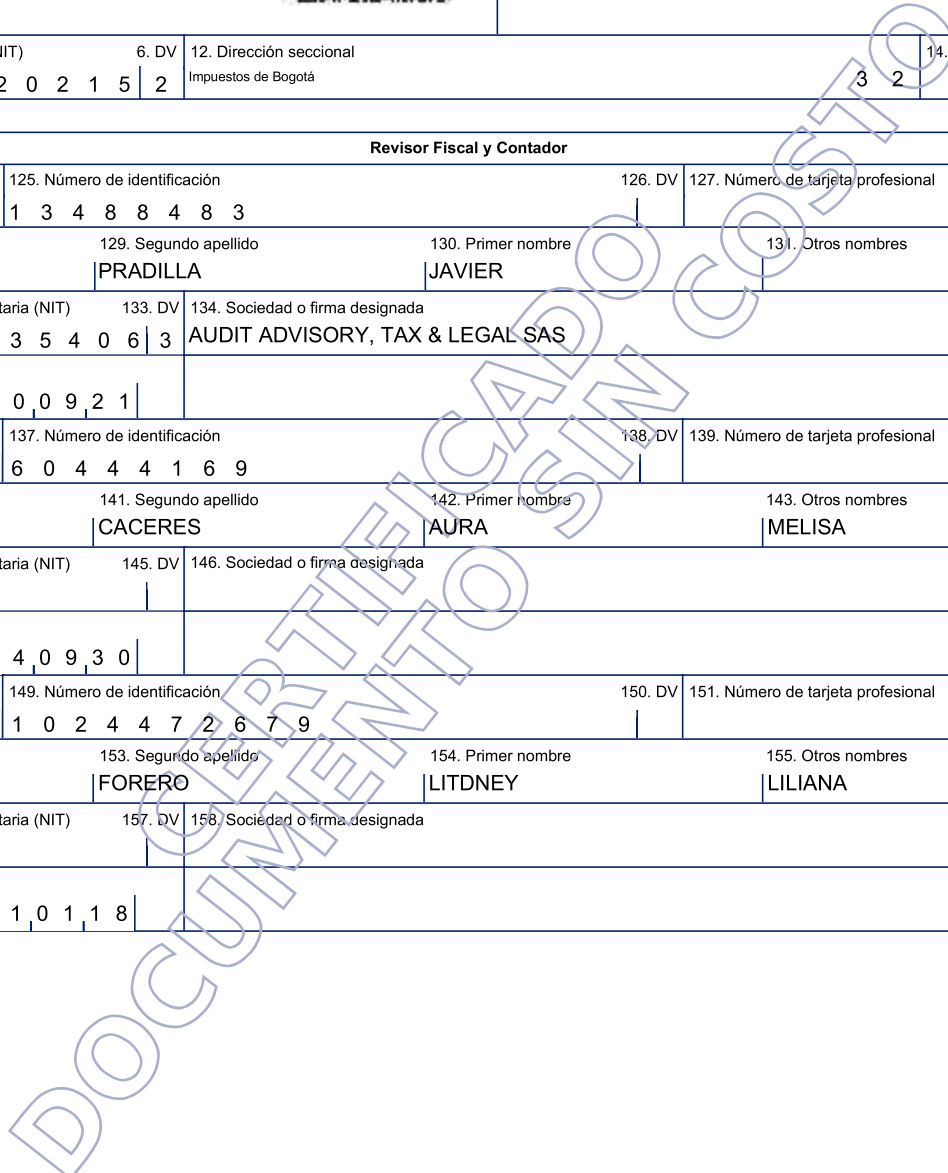 NIT) 6. DV 12. Dirección seccional 14.
2 0 2 1 5 2 Impuestos de Bogotá 3 2
Revisor Fiscal y Contador
125. Número de identificación 126. DV 127. Número de tarjeta profesional
1 3 4 8 8 4 8 3
129. Segundo apellido 130. Primer nombre 131. Otros nombres
PRADILLA JAVIER
taria (NIT) 133. DV 134. Sociedad o firma designada
3 5 4 0 6 3 AUDIT ADVISORY, TAX & LEGAL SAS
0 0 9 2 1
137. Número de identificación 138. DV 139. Número de tarjeta profesional
6 0 4 4 4 1 6 9
141. Segundo apellido 142. Primer nombre 143. Otros nombres
CACERES AURA MELISA
taria (NIT) 145. DV 146. Sociedad o firma designada
4 0 9 3 0
149. Número de identificación 150. DV 151. Número de tarjeta profesional
1 0 2 4 4 7 2 6 7 9
153. Segundo apellido 154. Primer nombre 155. Otros nombres
FORERO LITDNEY LILIANA
taria (NIT) 157. DV 158. Sociedad o firma designada
1 0 1 1 8
CERTIFICADO
DOCUMENTO SIN COSTO